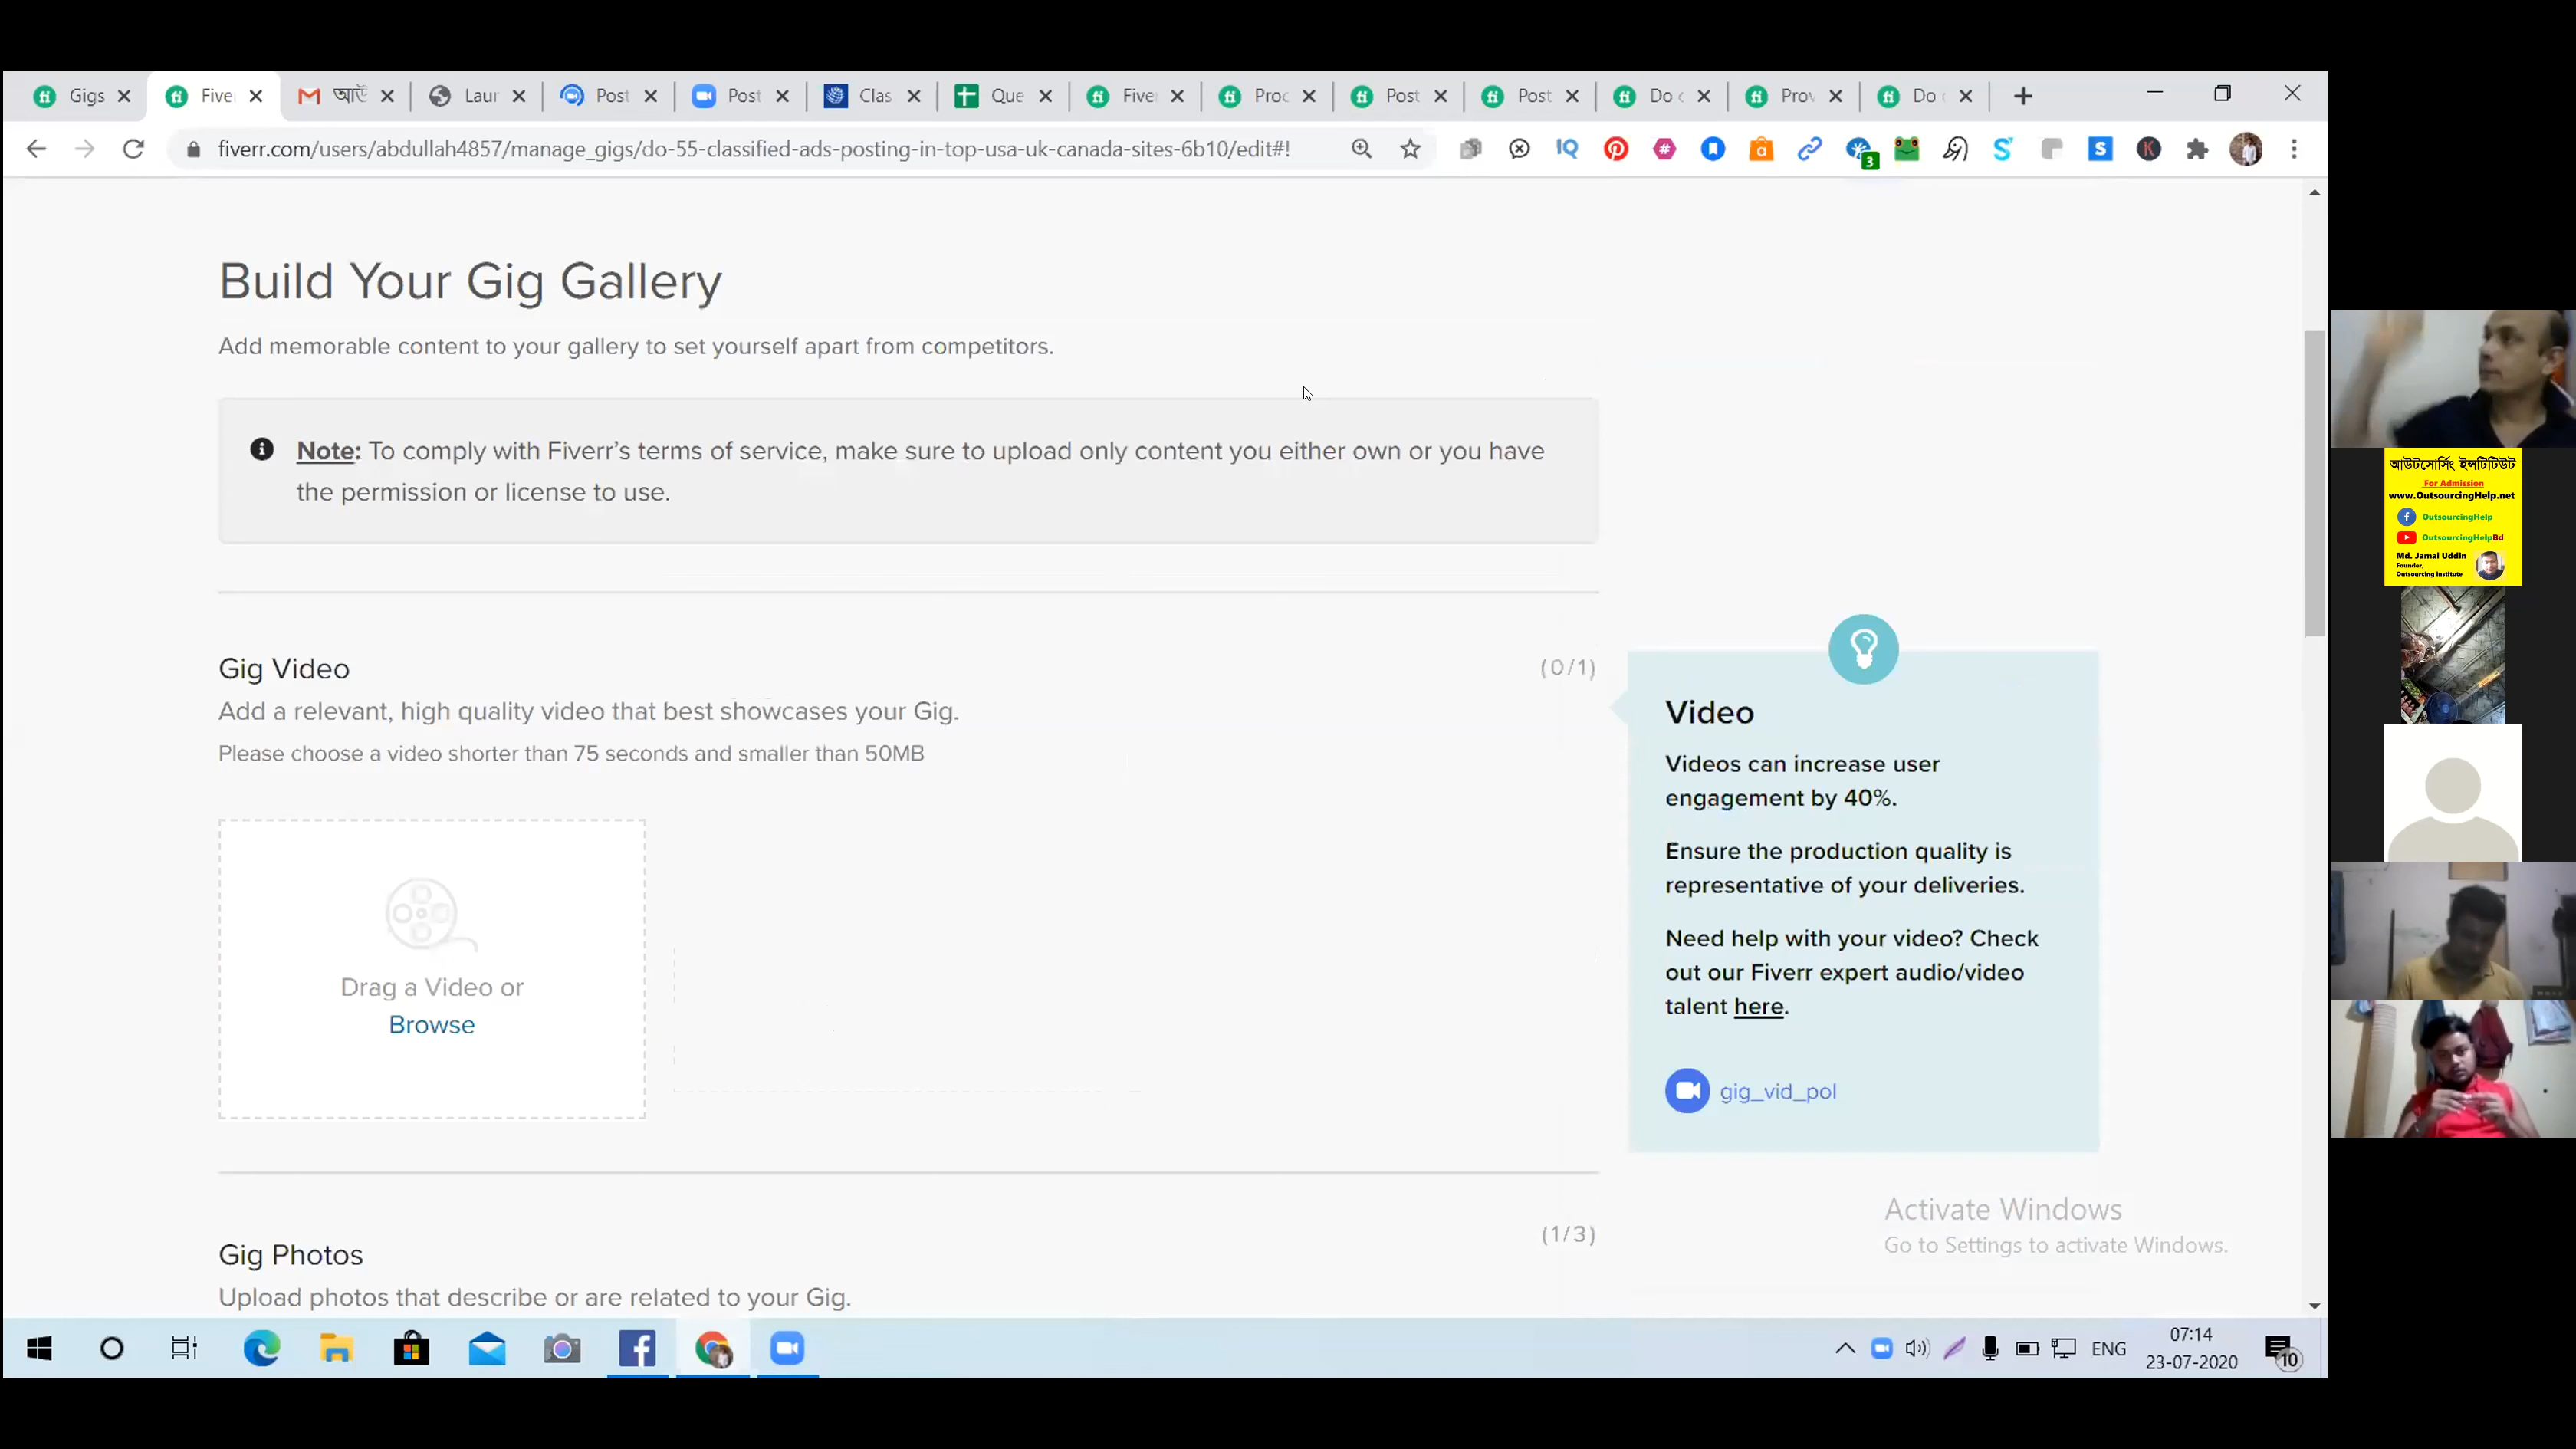 Gigs
Five
আউ
Laur
Post
Post
Clas
Que
Five
Proc
Post
Post
Do
Prov
Do
fiverr.com/users/abdullah4857/manage_gigs/do-55-classified-ads-posting-in-top-usa-uk-canada-sites-6b10/edit#!
IQ
3
Build Your Gig Gallery
Add memorable content to your gallery to set yourself apart from competitors.
Note: To comply with Fiverr's terms of service, make sure to upload only content you either own or you have
the permission or license to use.
Gig Video
(0/1)
Add a relevant, high quality video that best showcases your Gig.
Please choose a video shorter than 75 seconds and smaller than 50MB
Drag a Video or
Browse
Video
Videos can increase user
engagement by 40%.
Ensure the production quality is
representative of your deliveries.
Need help with your video? Check
out our Fiverr expert audio/video
talent here.
gig_vid_pol
Gig Photos
(1/3)
Upload photos that describe or are related to your Gig.
Activate Windows
Go to Settings to activate Windows.
ENG
07:14
23-07-2020
10
আউটসোর্সিং ইন্সটিটিউট
For Admission
www.OutsourcingHelp.net
OutsourcingHelp
OutsourcingHelpBd
Md. Jamal Uddin
Founder,
Outsourcing Institute